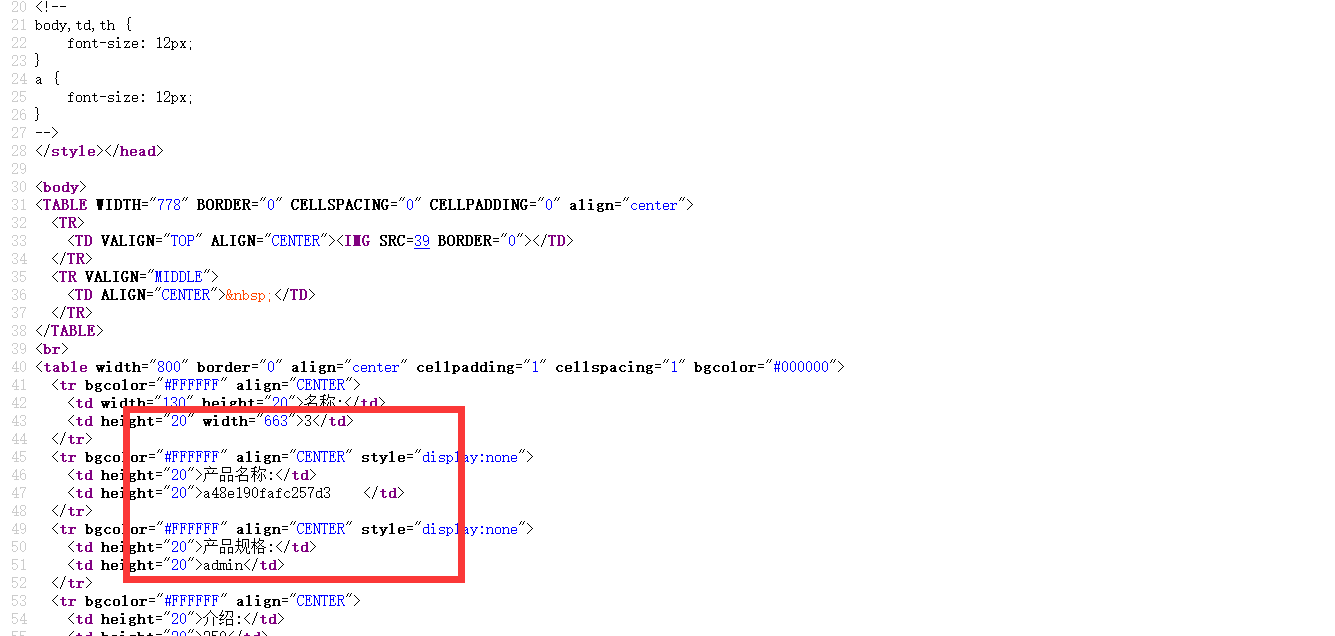 20 <!--
21 body,td,th {
22     font-size: 12px;
23 }
24 a {
25     font-size: 12px;
26 }
27 -->
28 </style></head>
29
30 <body>
31 <TABLE WIDTH="778" BORDER="0" CELLSPACING="0" CELLPADDING="0" align="center">
32   <TR>
33     <TD VALIGN="TOP" ALIGN="CENTER"><IMG SRC=39 BORDER="0"></TD>
34   </TR>
35   <TR VALIGN="MIDDLE">
36     <TD ALIGN="CENTER">&nbsp;</TD>
37   </TR>
38 </TABLE>
39 <br>
40 <table width="800" border="0" align="center" cellpadding="1" cellspacing="1" bgcolor="#000000">
41   <tr bgcolor="#FFFFFF" align="CENTER">
42     <td width="130" height="20">名称:</td>
43     <td height="20" width="663">3</td>
44   </tr>
45   <tr bgcolor="#FFFFFF" align="CENTER" style="display:none">
46     <td height="20">产品名称:</td>
47     <td height="20">a48e190fafc257d3    </td>
48   </tr>
49   <tr bgcolor="#FFFFFF" align="CENTER" style="display:none">
50     <td height="20">产品规格:</td>
51     <td height="20">admin</td>
52   </tr>
53   <tr bgcolor="#FFFFFF" align="CENTER">
54     <td height="20">介绍:</td>
55     <td height="20">250</td>